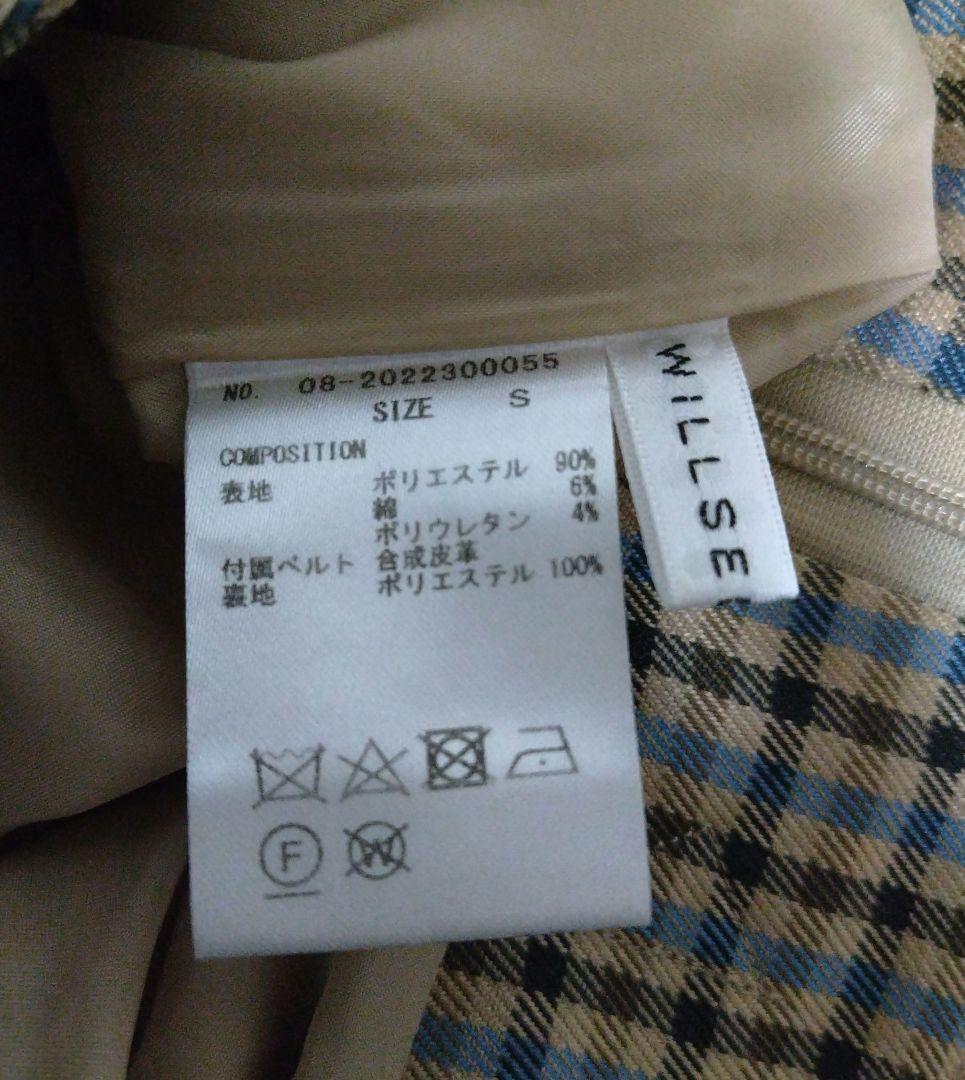 NO. 08-2022300055
SIZE S
COMPOSITION
表地 ポリエステル 90%
綿 6%
ポリウレタン 4%
付属ベルト 合成皮革
裏地 ポリエステル 100%
F W
WILLSE